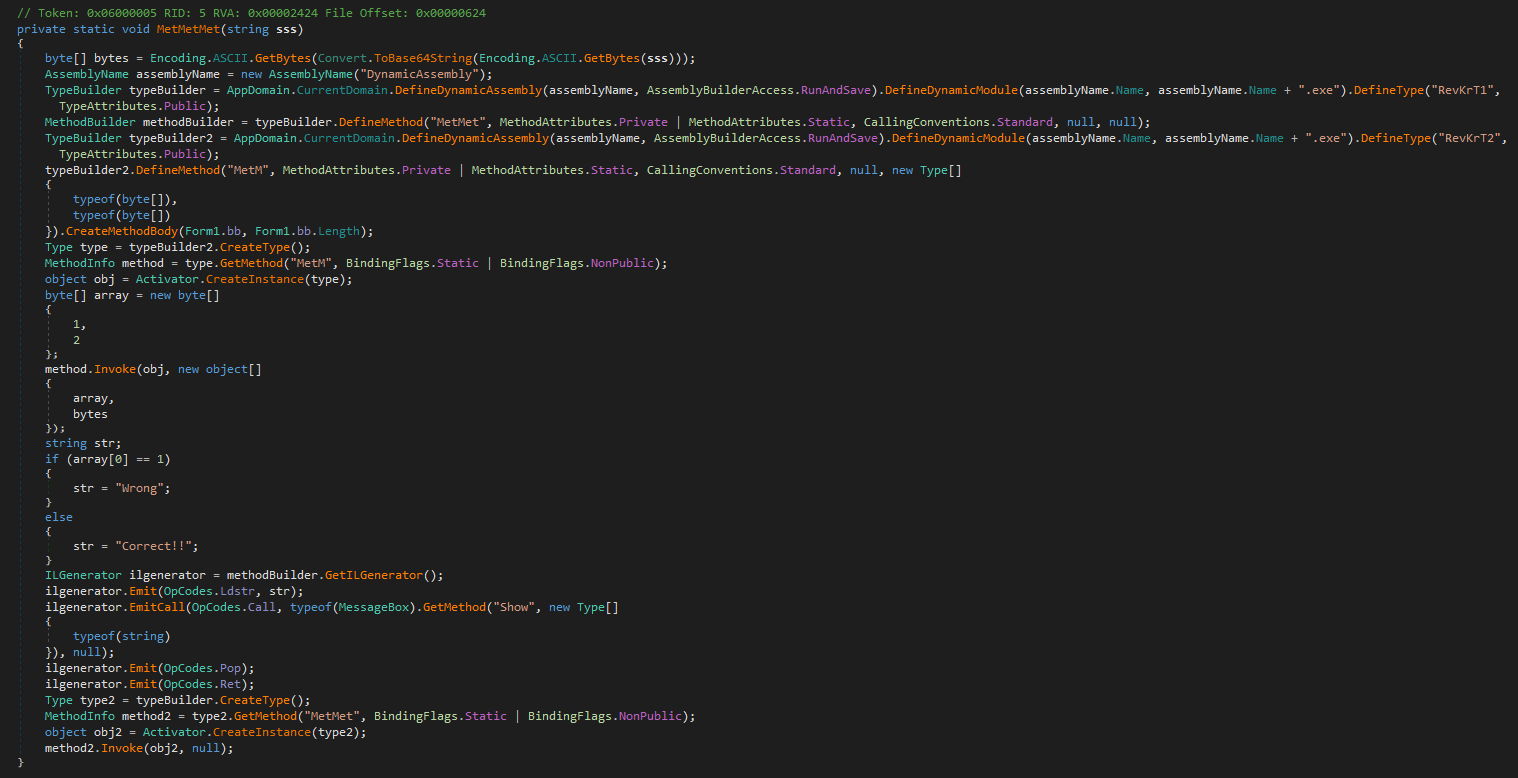 // Token: 0x06000005 RID: 5 RVA: 0x00002424 File Offset: 0x00000624
private static void MetMetMet(string sss)
{
    byte[] bytes = Encoding.ASCII.GetBytes(Convert.ToBase64String(Encoding.ASCII.GetBytes(sss)));
    AssemblyName assemblyName = new AssemblyName("DynamicAssembly");
    TypeBuilder typeBuilder = AppDomain.CurrentDomain.DefineDynamicAssembly(assemblyName, AssemblyBuilderAccess.RunAndSave).DefineDynamicModule(assemblyName.Name, assemblyName.Name + ".exe").DefineType("RevKrT1",
      TypeAttributes.Public);
    MethodBuilder methodBuilder = typeBuilder.DefineMethod("MetMet", MethodAttributes.Private | MethodAttributes.Static, CallingConventions.Standard, null, null);
    TypeBuilder typeBuilder2 = AppDomain.CurrentDomain.DefineDynamicAssembly(assemblyName, AssemblyBuilderAccess.RunAndSave).DefineDynamicModule(assemblyName.Name, assemblyName.Name + ".exe").DefineType("RevKrT2",
      TypeAttributes.Public);
    typeBuilder2.DefineMethod("MetM", MethodAttributes.Private | MethodAttributes.Static, CallingConventions.Standard, null, new Type[]
    {
        typeof(byte[]),
        typeof(byte[])
    }).CreateMethodBody(Form1.bb, Form1.bb.Length);
    Type type = typeBuilder2.CreateType();
    MethodInfo method = type.GetMethod("MetM", BindingFlags.Static | BindingFlags.NonPublic);
    object obj = Activator.CreateInstance(type);
    byte[] array = new byte[]
    {
        1,
        2
    };
    method.Invoke(obj, new object[]
    {
        array,
        bytes
    });
    string str;
    if (array[0] == 1)
    {
        str = "Wrong";
    }
    else
    {
        str = "Correct!!";
    }
    ILGenerator ilgenerator = methodBuilder.GetILGenerator();
    ilgenerator.Emit(OpCodes.Ldstr, str);
    ilgenerator.EmitCall(OpCodes.Call, typeof(MessageBox).GetMethod("Show", new Type[]
    {
        typeof(string)
    }), null);
    ilgenerator.Emit(OpCodes.Pop);
    ilgenerator.Emit(OpCodes.Ret);
    Type type2 = typeBuilder.CreateType();
    MethodInfo method2 = type2.GetMethod("MetMet", BindingFlags.Static | BindingFlags.NonPublic);
    object obj2 = Activator.CreateInstance(type2);
    method2.Invoke(obj2, null);
}